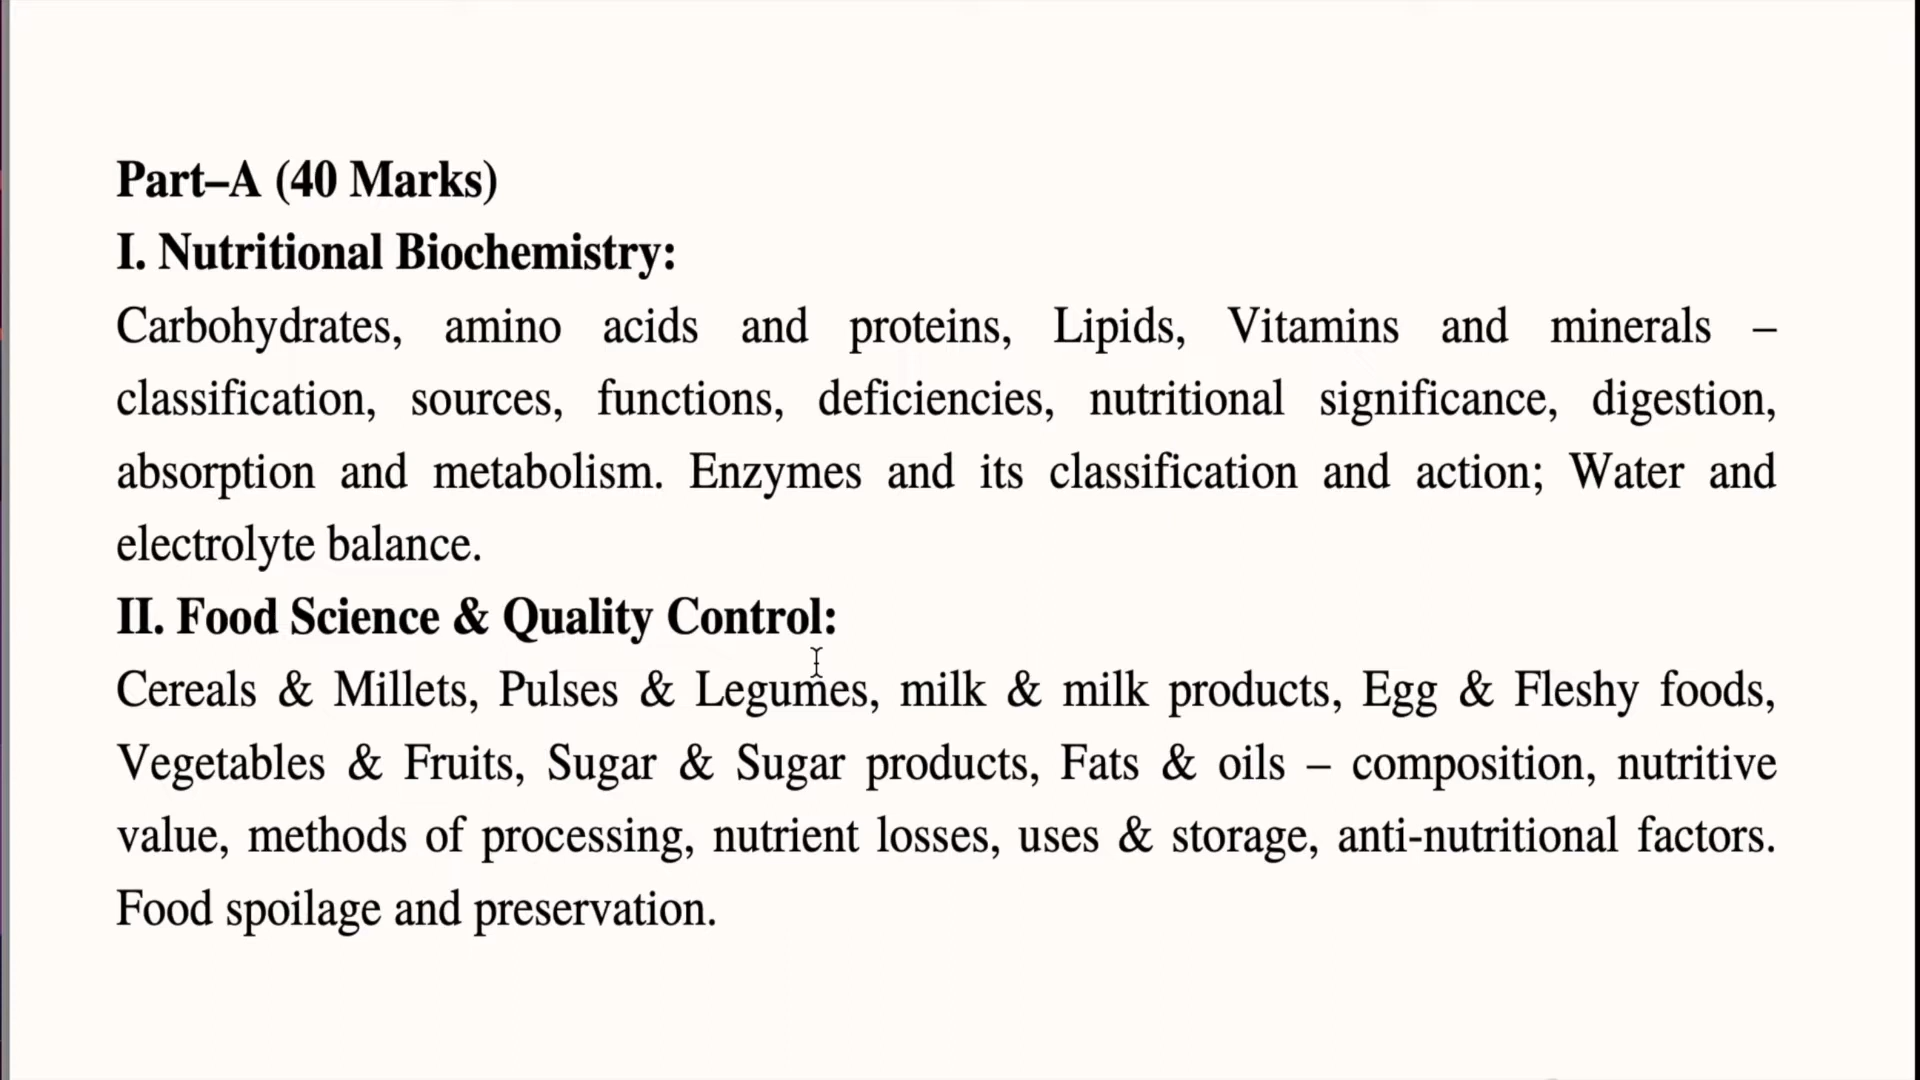 Part–A (40 Marks)
I. Nutritional Biochemistry:
Carbohydrates, amino acids and proteins, Lipids, Vitamins and minerals –
classification, sources, functions, deficiencies, nutritional significance, digestion,
absorption and metabolism. Enzymes and its classification and action; Water and
electrolyte balance.
II. Food Science & Quality Control:
Cereals & Millets, Pulses & Legumes, milk & milk products, Egg & Fleshy foods,
Vegetables & Fruits, Sugar & Sugar products, Fats & oils – composition, nutritive
value, methods of processing, nutrient losses, uses & storage, anti-nutritional factors.
Food spoilage and preservation.